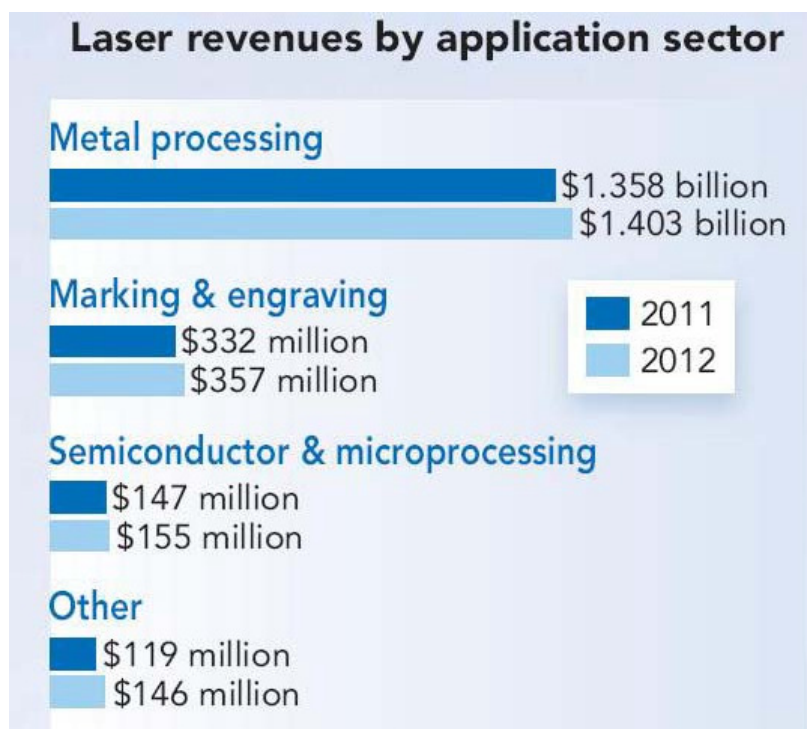 Laser revenues by application sector
Metal processing
$1.358 billion
$1.403 billion
Marking & engraving
$332 million
$357 million
2011
2012
Semiconductor & microprocessing
$147 million
$155 million
Other
$119 million
$146 million